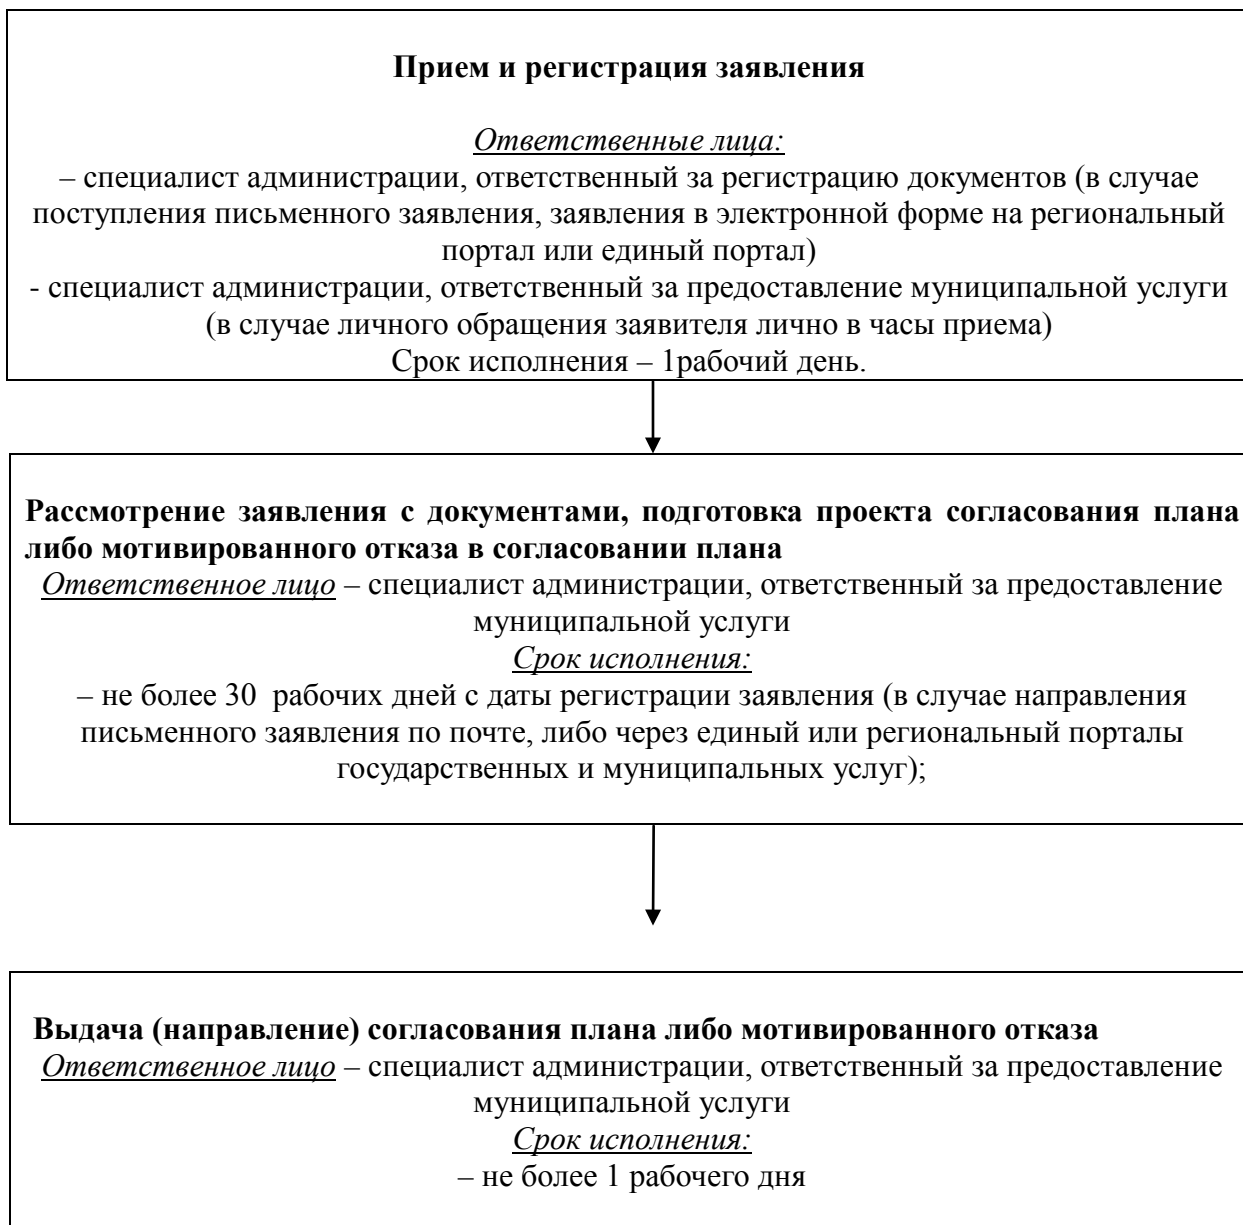 Прием и регистрация заявления
Ответственные лица:
– специалист администрации, ответственный за регистрацию документов (в случае
поступления письменного заявления, заявления в электронной форме на региональный
портал или единый портал)
- специалист администрации, ответственный за предоставление муниципальной услуги
(в случае личного обращения заявителя лично в часы приема)
Срок исполнения – 1рабочий день.
Рассмотрение заявления с документами, подготовка проекта согласования плана
либо мотивированного отказа в согласовании плана
Ответственное лицо – специалист администрации, ответственный за предоставление
муниципальной услуги
Срок исполнения:
– не более 30  рабочих дней с даты регистрации заявления (в случае направления
письменного заявления по почте, либо через единый или региональный порталы
государственных и муниципальных услуг);
Выдача (направление) согласования плана либо мотивированного отказа
Ответственное лицо – специалист администрации, ответственный за предоставление
муниципальной услуги
Срок исполнения:
– не более 1 рабочего дня